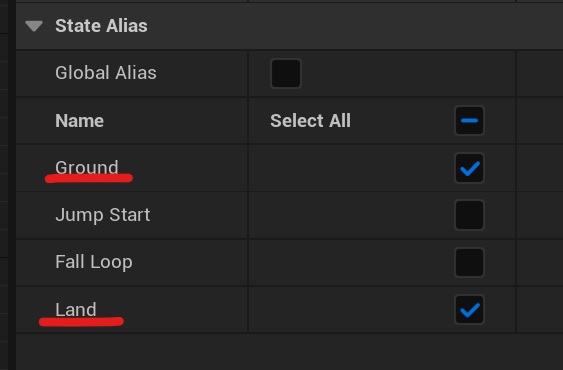 State Alias
Global Alias
Name Select All
Ground
Jump Start
Fall Loop
Land